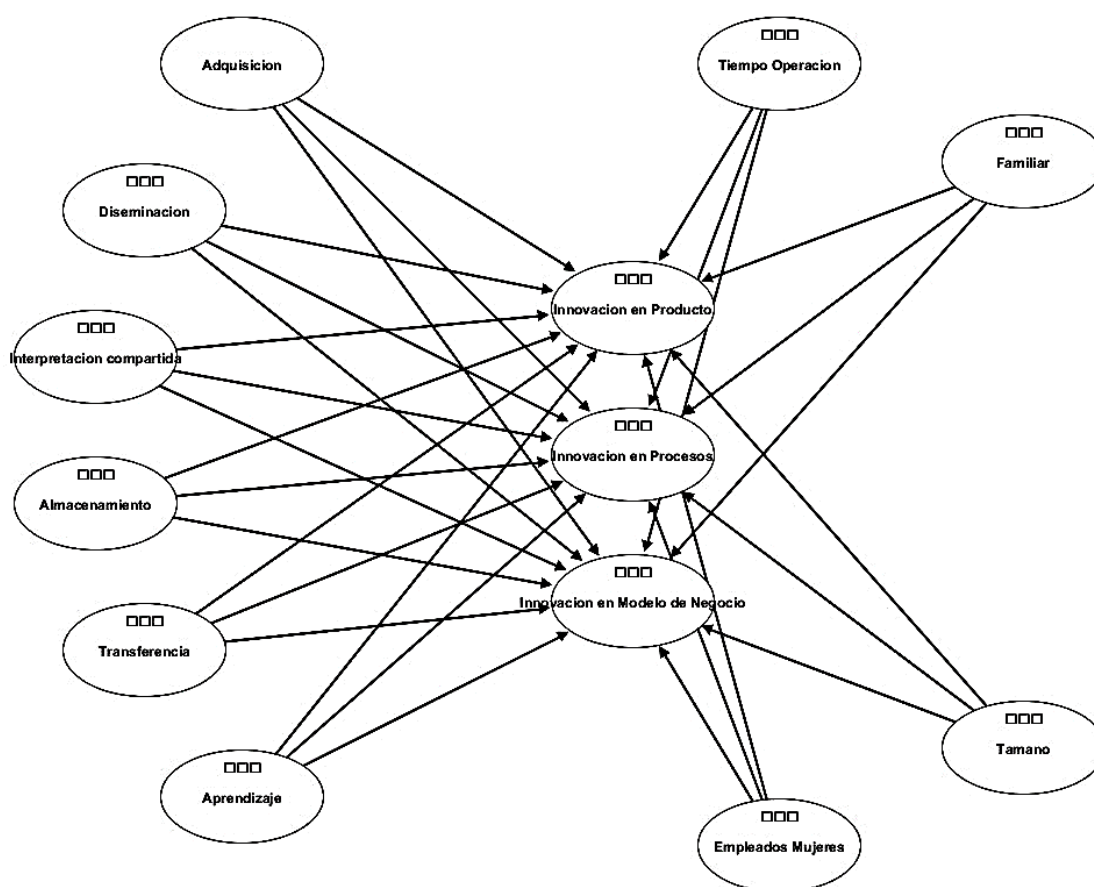 Adquisicion
Tiempo Operacion
Familiar
Diseminacion
Innovacion en Producto
Interpretacion compartida
Innovacion en Procesos
Almacenamiento
Innovacion en Modelo de Negocio
Transferencia
Tamano
Aprendizaje
Empleados Mujeres